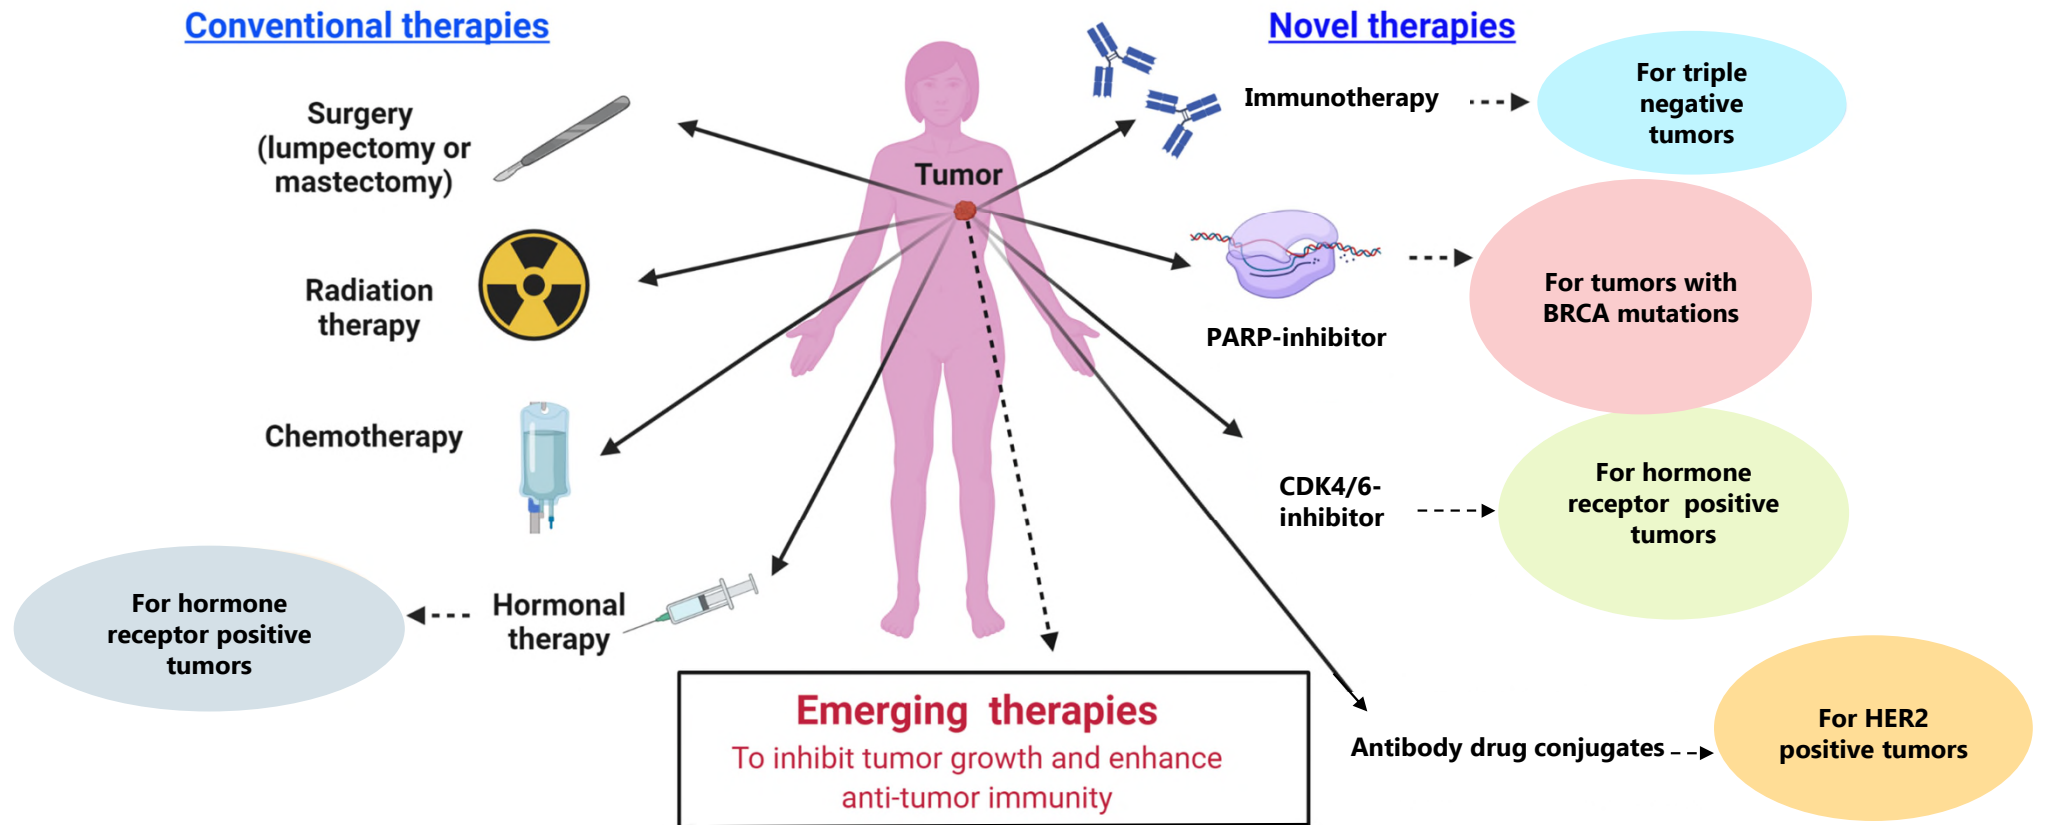 Conventional therapies
Surgery
(lumpectomy or
mastectomy)
Radiation
therapy
Chemotherapy
Hormonal
therapy
For hormone
receptor positive
tumors
Tumor
Novel therapies
Immunotherapy
For triple
negative
tumors
PARP-inhibitor
For tumors with
BRCA mutations
CDK4/6-
inhibitor
For hormone
receptor positive
tumors
Antibody drug conjugates
For HER2
positive tumors
Emerging therapies
To inhibit tumor growth and enhance
anti-tumor immunity